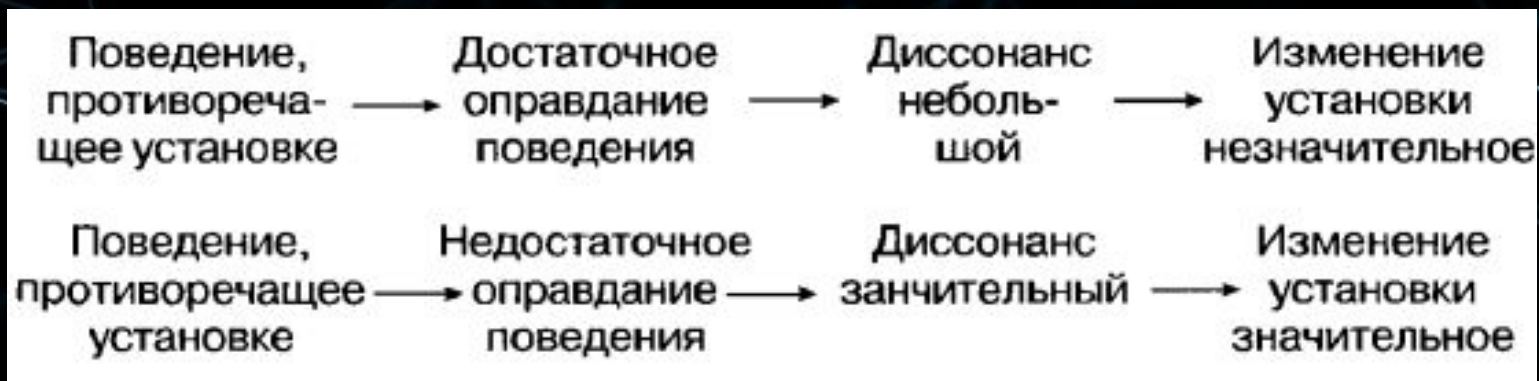 Поведение, Достаточное Диссонанс Изменение
противореча- оправдание неболь- установки
щее установке поведения шой незначительное
Поведение, Недостаточное Диссонанс Изменение
противоречащее оправдание занчительный установки
установке поведения значительное